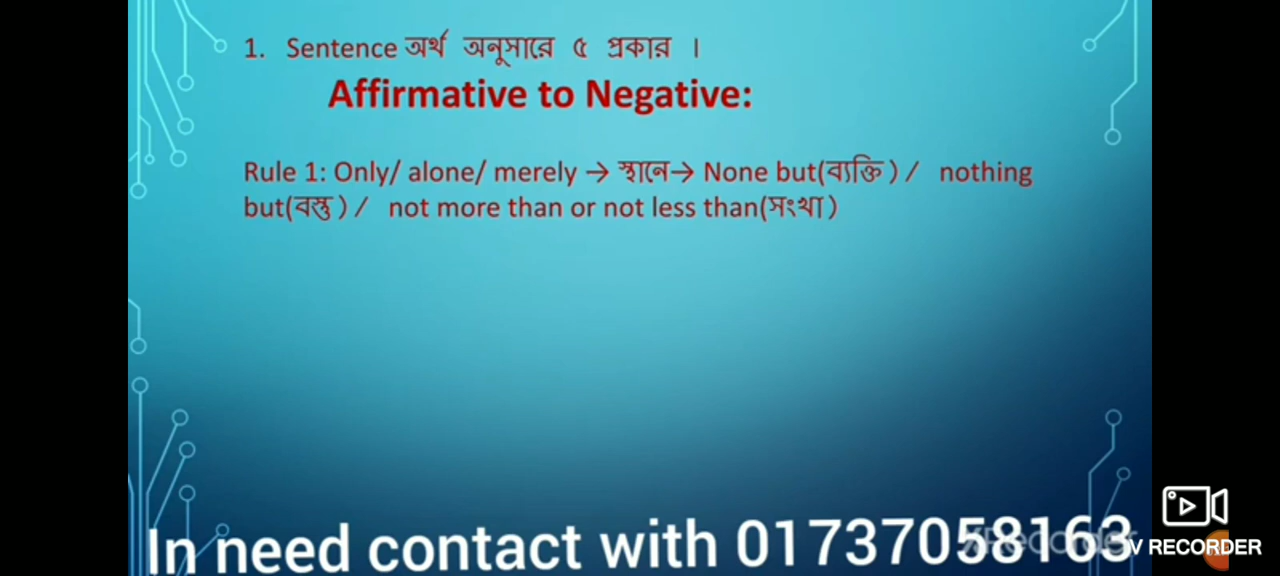 1. Sentence অর্থ অনুসারে ৫ প্রকার ।
Affirmative to Negative:
Rule 1: Only/ alone/ merely → স্থানে→ None but(ব্যক্তি ) / nothing
but(বস্তু ) / not more than or not less than(সংখা )
In need contact with 01737058163
V RECORDER